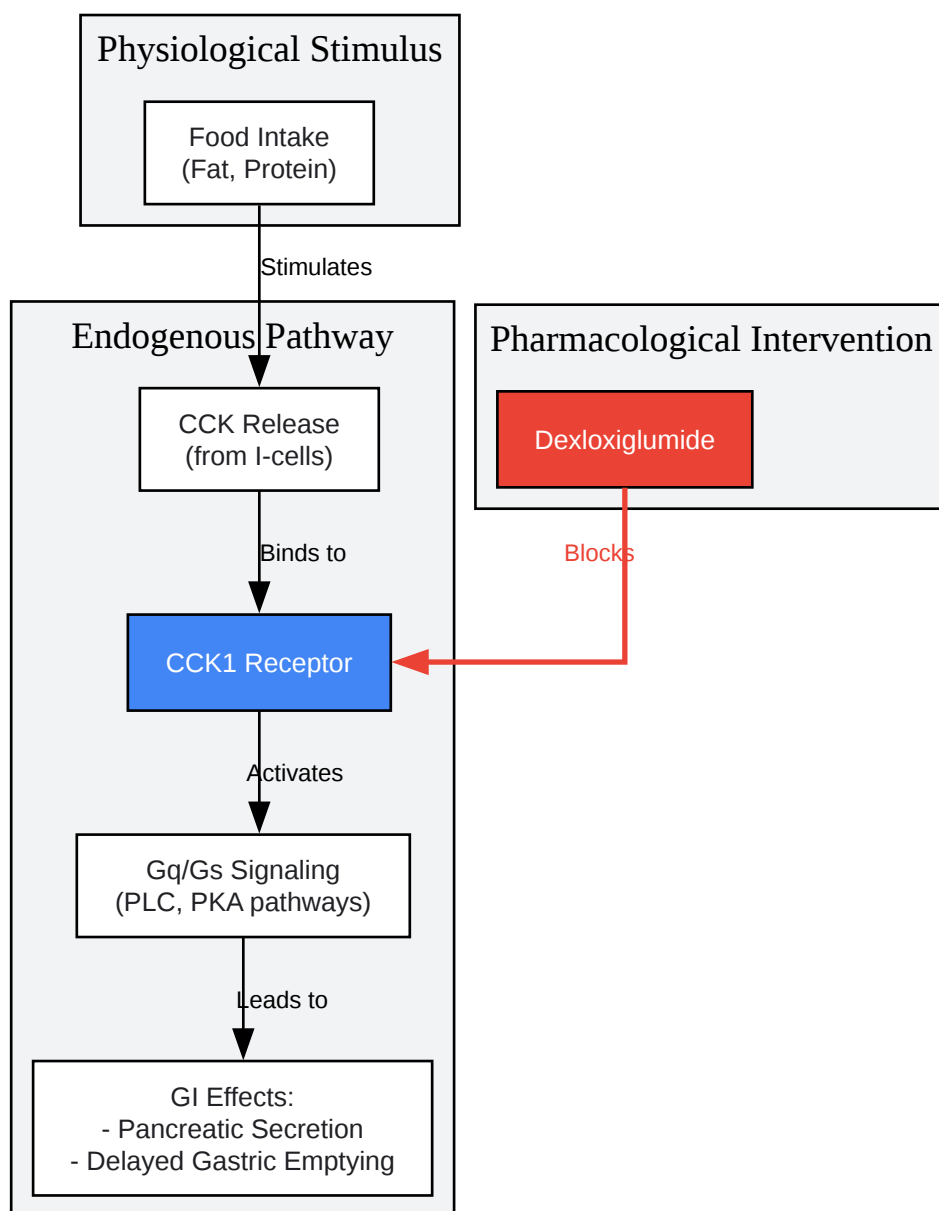 Physiological Stimulus
Food Intake
(Fat, Protein)
Stimulates
Endogenous Pathway
CCK Release
(from I-cells)
Binds to
CCK1 Receptor
Activates
Gq/Gs Signaling
(PLC, PKA pathways)
Leads to
GI Effects:
- Pancreatic Secretion
- Delayed Gastric Emptying
Pharmacological Intervention
Dexloxiglumide
Blocks